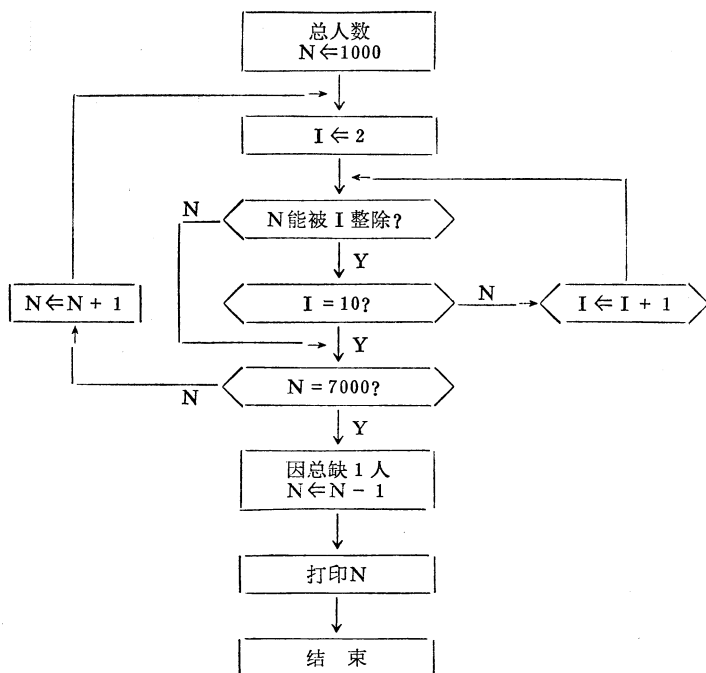 总人数
N⇐1000
I⇐2
N能被I整除?
N
Y
I=10?
N
I⇐I+1
N⇐N+1
Y
N=7000?
N
Y
因总缺1人
N⇐N-1
打印N
结 束